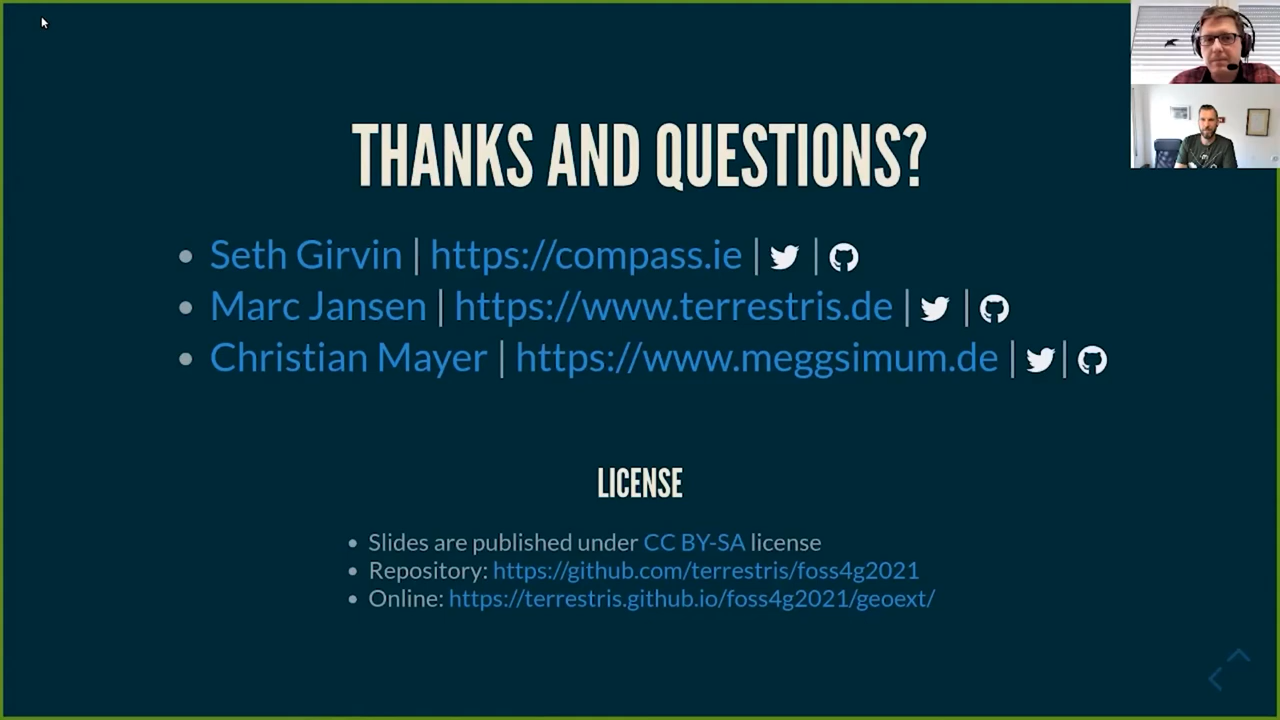 THANKS AND QUESTIONS?
Seth Girvin | https://compass.ie | |
Marc Jansen | https://www.terrestris.de | |
Christian Mayer | https://www.meggsimum.de | |
LICENSE
Slides are published under CC BY-SA license
Repository: https://github.com/terrestris/foss4g2021
Online: https://terrestris.github.io/foss4g2021/geoext/